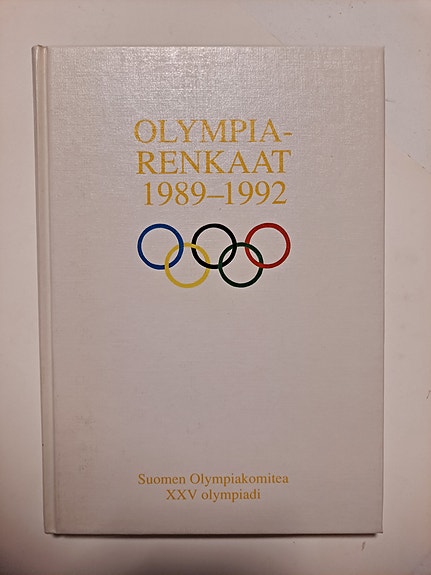 OLYMPIA-
RENKAAT
1989–1992
Suomen Olympiakomitea
XXV olympiadi